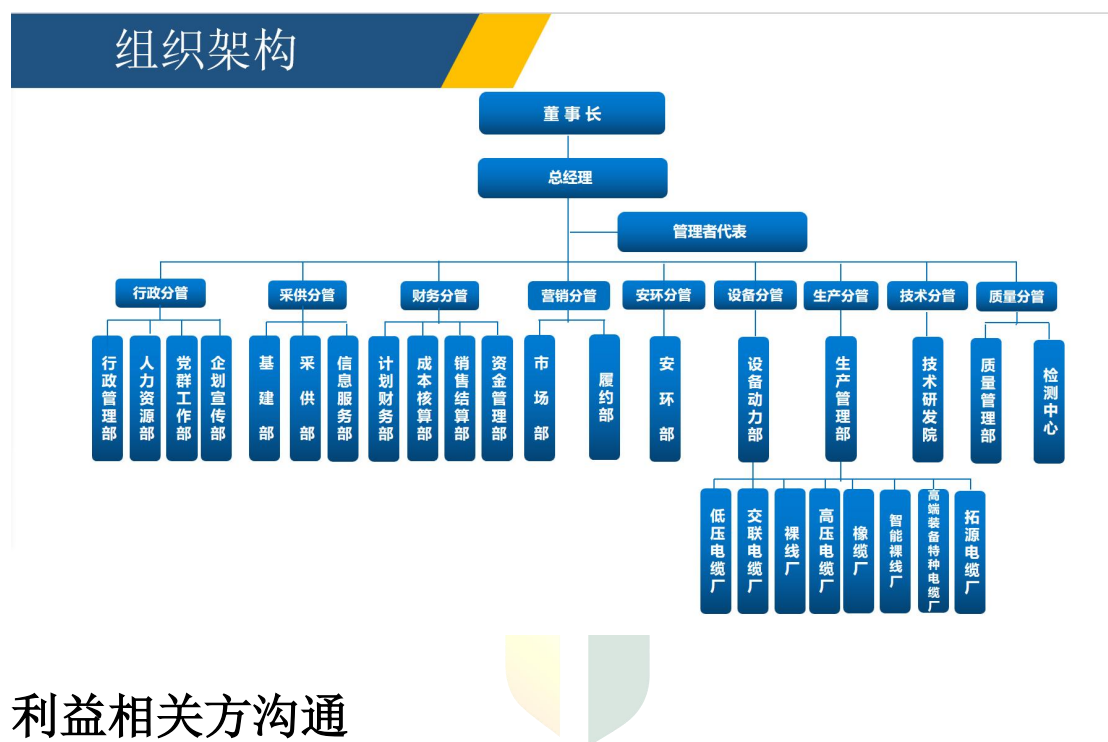 组织架构
董事长
总经理
管理者代表
行政分管
采供分管
财务分管
营销分管
安环分管
设备分管
生产分管
技术分管
质量分管
行政管理部
人力资源部
党群工作部
企划宣传部
基建部
采供部
信息服务部
计划财务部
成本核算部
销售结算部
资金管理部
市场部
履约部
安环部
设备动力部
生产管理部
技术研发院
质量管理部
检测中心
低压电缆厂
交联电缆厂
裸线厂
高压电缆厂
橡缆厂
智能裸线厂
高端装备特种电缆厂
拓源电缆厂
利益相关方沟通